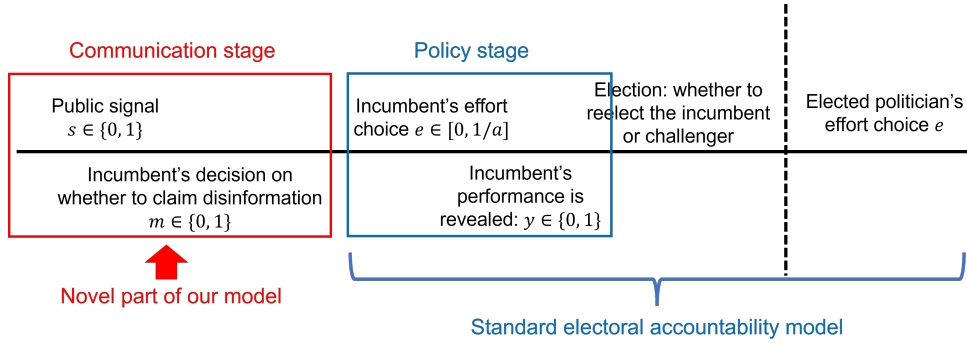 Communication stage
Policy stage
Public signal
s ∈ {0, 1}
Incumbent's effort
choice e ∈ [0, 1/a]
Election: whether to
reelect the incumbent
or challenger
Elected politician's
effort choice e
Incumbent's decision on
whether to claim disinformation
m ∈ {0, 1}
Incumbent's
performance is
revealed: y ∈ {0, 1}
Novel part of our model
Standard electoral accountability model